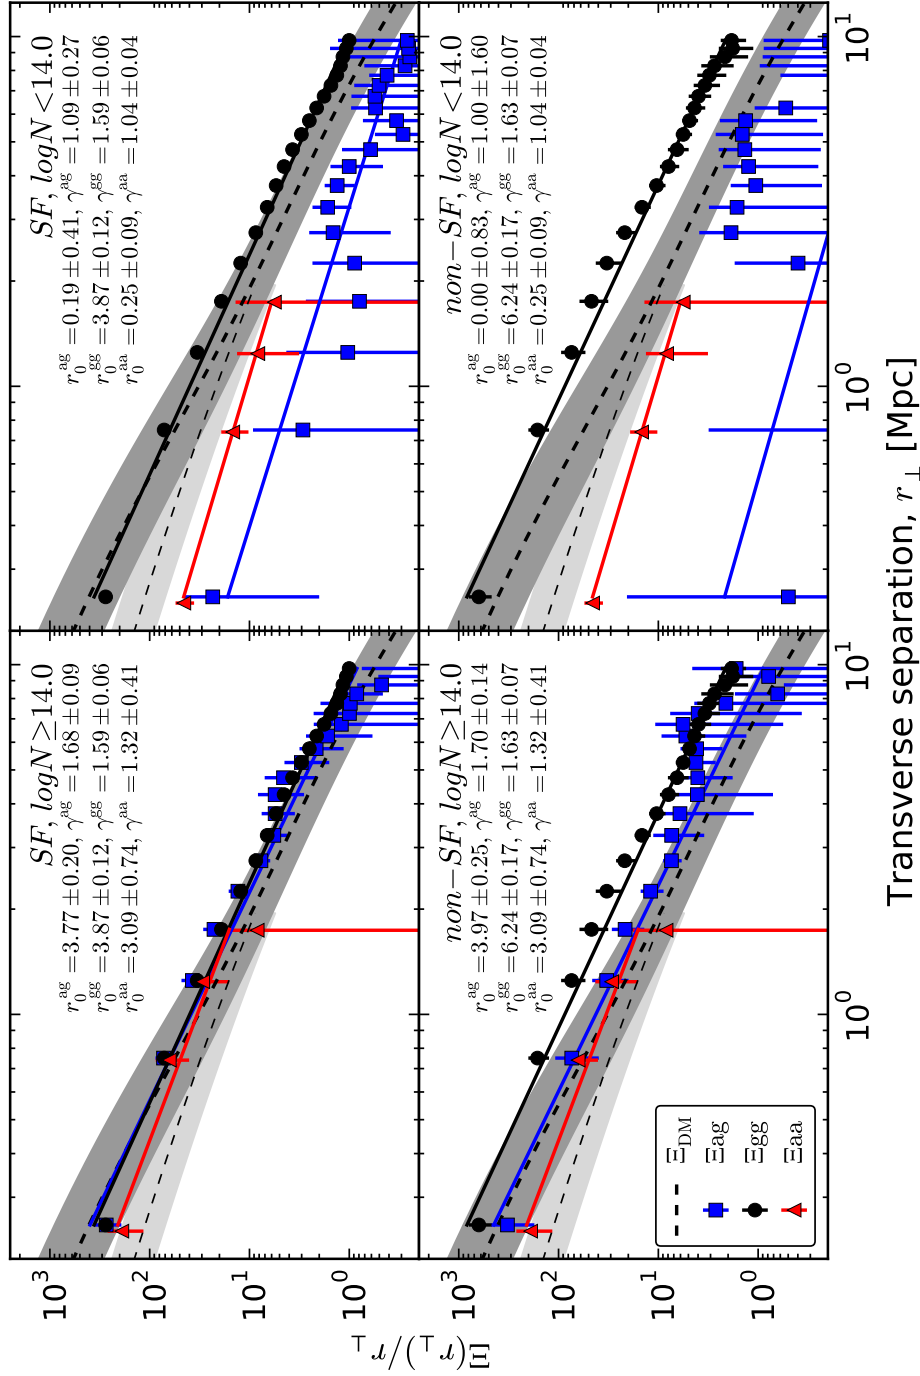 SF, logN ≥ 14.0
r₀ᵃᵍ = 3.77 ± 0.20, γᵃᵍ = 1.68 ± 0.09
r₀ᵍᵍ = 3.87 ± 0.12, γᵍᵍ = 1.59 ± 0.06
r₀ᵃᵃ = 3.09 ± 0.74, γᵃᵃ = 1.32 ± 0.41
SF, logN < 14.0
r₀ᵃᵍ = 0.19 ± 0.41, γᵃᵍ = 1.09 ± 0.27
r₀ᵍᵍ = 3.87 ± 0.12, γᵍᵍ = 1.59 ± 0.06
r₀ᵃᵃ = 0.25 ± 0.09, γᵃᵃ = 1.04 ± 0.04
10³
10²
10¹
10⁰
non−SF, logN ≥ 14.0
r₀ᵃᵍ = 3.97 ± 0.25, γᵃᵍ = 1.70 ± 0.14
r₀ᵍᵍ = 6.24 ± 0.17, γᵍᵍ = 1.63 ± 0.07
r₀ᵃᵃ = 3.09 ± 0.74, γᵃᵃ = 1.32 ± 0.41
non−SF, logN < 14.0
r₀ᵃᵍ = 0.00 ± 0.83, γᵃᵍ = 1.00 ± 1.60
r₀ᵍᵍ = 6.24 ± 0.17, γᵍᵍ = 1.63 ± 0.07
r₀ᵃᵃ = 0.25 ± 0.09, γᵃᵃ = 1.04 ± 0.04
10³
10²
10¹
10⁰
Ξ_DM
Ξag
Ξgg
Ξaa
10⁰
10¹
10⁰
10¹
Ξ(r⊥)/r⊥
Transverse separation, r⊥ [Mpc]